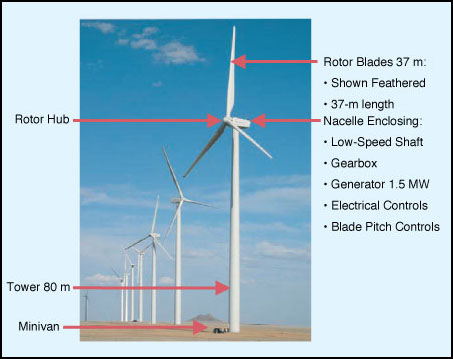 Rotor Blades 37 m:
• Shown Feathered
• 37-m length
Nacelle Enclosing:
• Low-Speed Shaft
• Gearbox
• Generator 1.5 MW
• Electrical Controls
• Blade Pitch Controls
Rotor Hub
Tower 80 m
Minivan